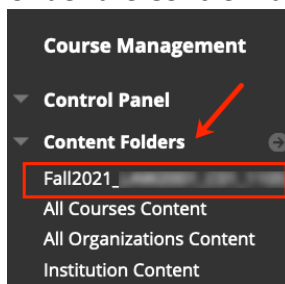 Course Management
Control Panel
Content Folders
Fall2021_
All Courses Content
All Organizations Content
Institution Content